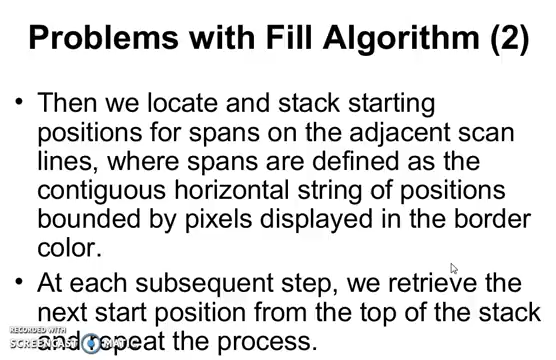 Problems with Fill Algorithm (2)
• Then we locate and stack starting
positions for spans on the adjacent scan
lines, where spans are defined as the
contiguous horizontal string of positions
bounded by pixels displayed in the border
color.
• At each subsequent step, we retrieve the
next start position from the top of the stack
and repeat the process.
RECORDED WITH
SCREENCAST MATIC